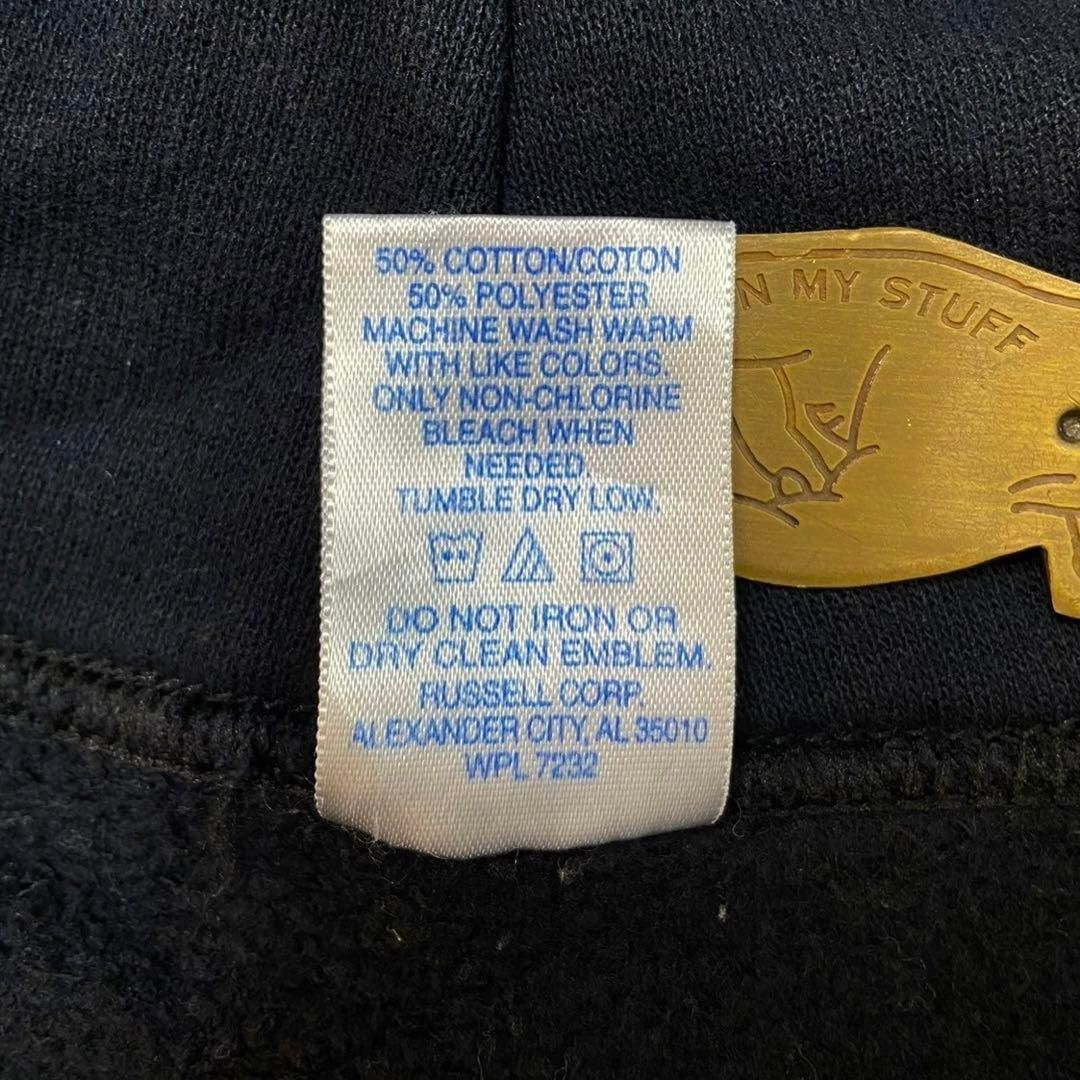 50% COTTON/COTON
50% POLYESTER
MACHINE WASH WARM
WITH LIKE COLORS.
ONLY NON-CHLORINE
BLEACH WHEN
NEEDED.
TUMBLE DRY LOW.
DO NOT IRON OR
DRY CLEAN EMBLEM.
RUSSELL CORP.
ALEXANDER CITY, AL 35010
WPL 7232
MY STUFF